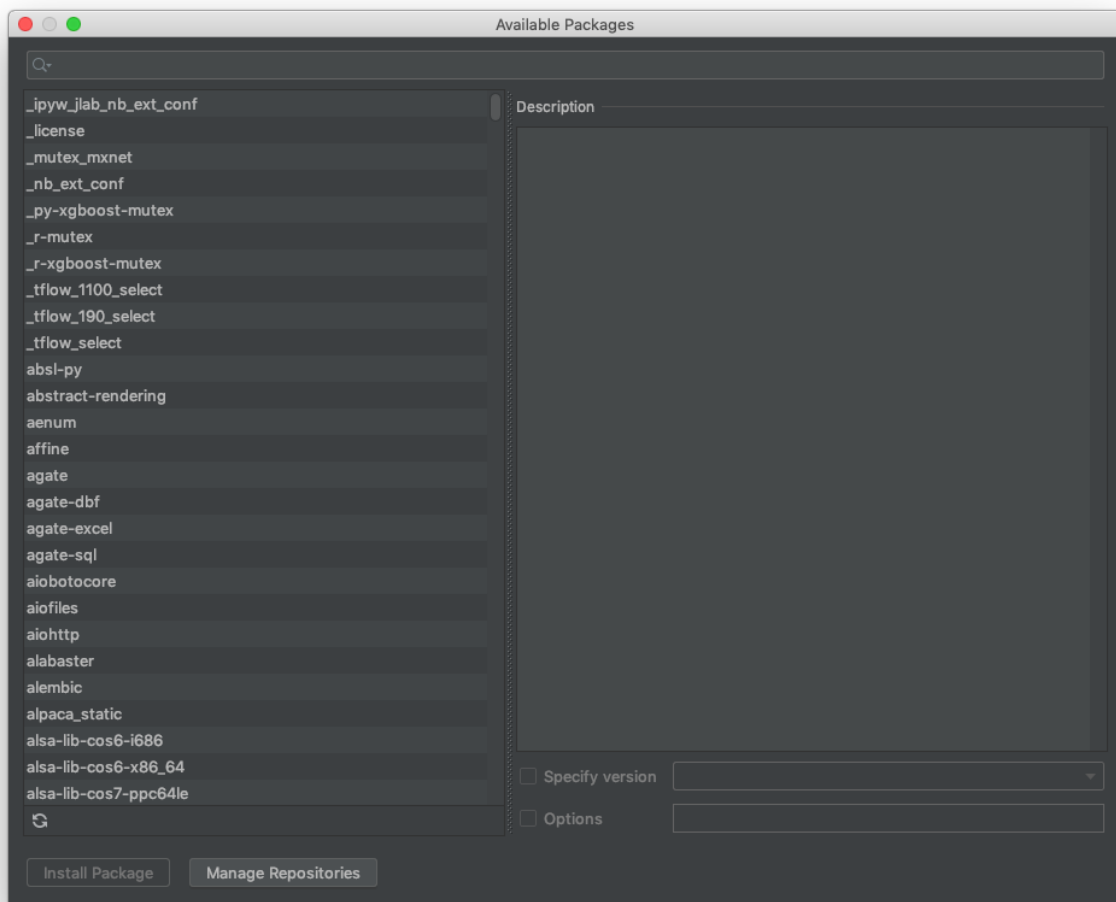 Available Packages
_ipyw_jlab_nb_ext_conf
_license
_mutex_mxnet
_nb_ext_conf
_py-xgboost-mutex
_r-mutex
_r-xgboost-mutex
_tflow_1100_select
_tflow_190_select
_tflow_select
absl-py
abstract-rendering
aenum
affine
agate
agate-dbf
agate-excel
agate-sql
aiobotocore
aiofiles
aiohttp
alabaster
alembic
alpaca_static
alsa-lib-cos6-i686
alsa-lib-cos6-x86_64
alsa-lib-cos7-ppc64le
Description
Specify version
Options
Install Package
Manage Repositories